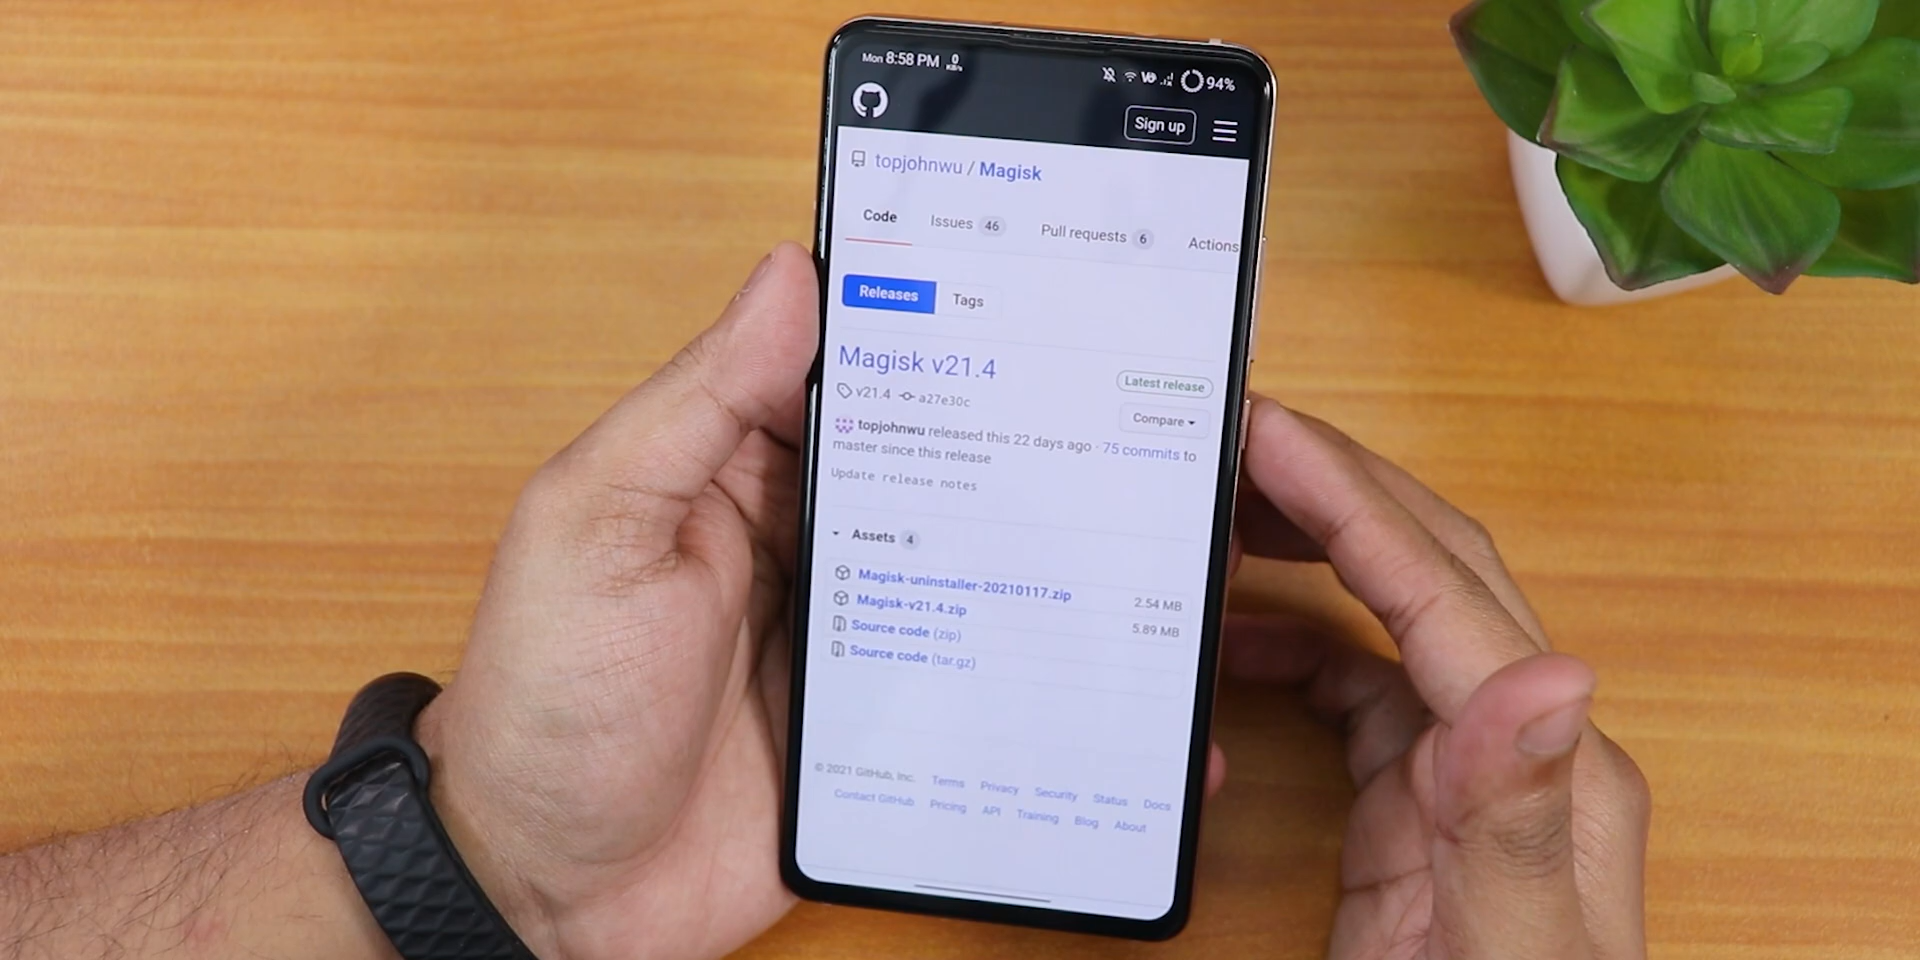 Mon 8:58 PM 0 KB/s 94%
Sign up
topjohnwu / Magisk
Code Issues 46 Pull requests 6 Actions
Releases Tags
Magisk v21.4
Latest release
v21.4 a27e30c
Compare
topjohnwu released this 22 days ago · 75 commits to
master since this release
Update release notes
Assets 4
Magisk-uninstaller-20210117.zip 2.54 MB
Magisk-v21.4.zip 5.89 MB
Source code (zip)
Source code (tar.gz)
© 2021 GitHub, Inc. Terms Privacy Security Status Docs
Contact GitHub Pricing API Training Blog About